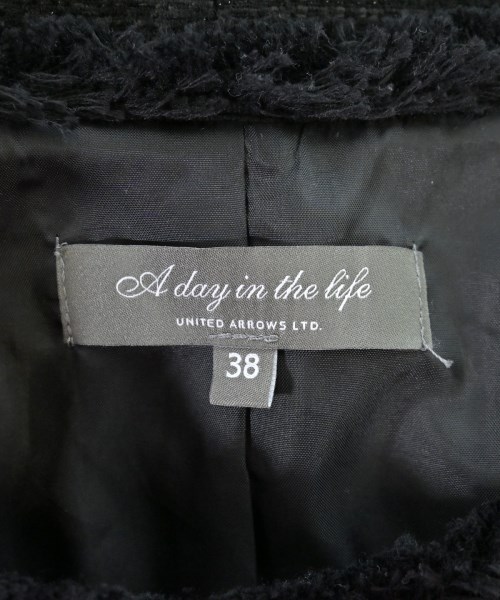 A day in the life
UNITED ARROWS LTD.
38